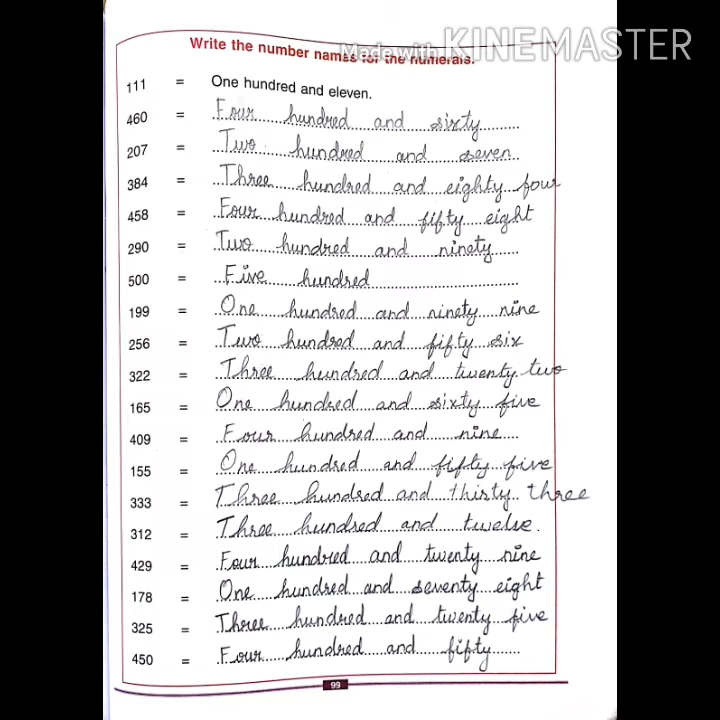 Made with KINEMASTER
Write the number names for the numerals.
111 = One hundred and eleven.
460 = Four hundred and sixty
207 = Two hundred and seven
384 = Three hundred and eighty four
458 = Four hundred and fifty eight
290 = Two hundred and ninety
500 = Five hundred
199 = One hundred and ninety nine
256 = Two hundred and fifty six
322 = Three hundred and twenty two
165 = One hundred and sixty five
409 = Four hundred and nine
155 = One hundred and fifty five
333 = Three hundred and thirty three
312 = Three hundred and twelve.
429 = Four hundred and twenty nine
178 = One hundred and seventy eight
325 = Three hundred and twenty five
450 = Four hundred and fifty
99